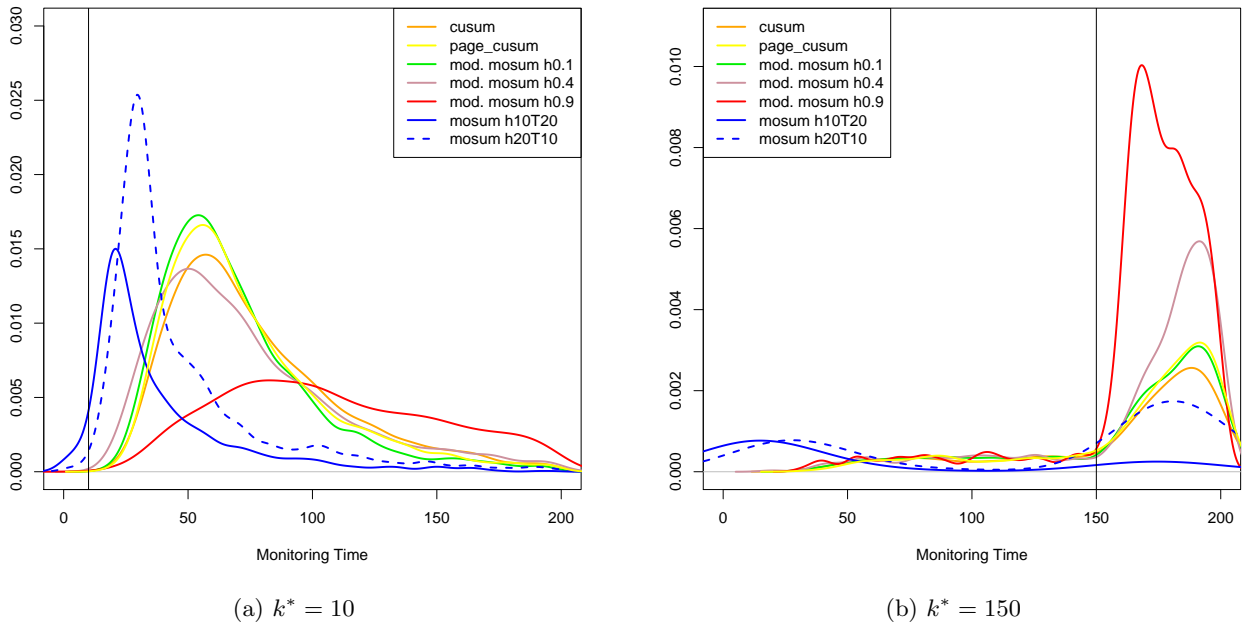 0.000 0.005 0.010 0.015 0.020 0.025 0.030
cusum
page_cusum
mod. mosum h0.1
mod. mosum h0.4
mod. mosum h0.9
mosum h10T20
mosum h20T10
0 50 100 150 200
Monitoring Time
(a) k* = 10
0.000 0.002 0.004 0.006 0.008 0.010
cusum
page_cusum
mod. mosum h0.1
mod. mosum h0.4
mod. mosum h0.9
mosum h10T20
mosum h20T10
0 50 100 150 200
Monitoring Time
(b) k* = 150